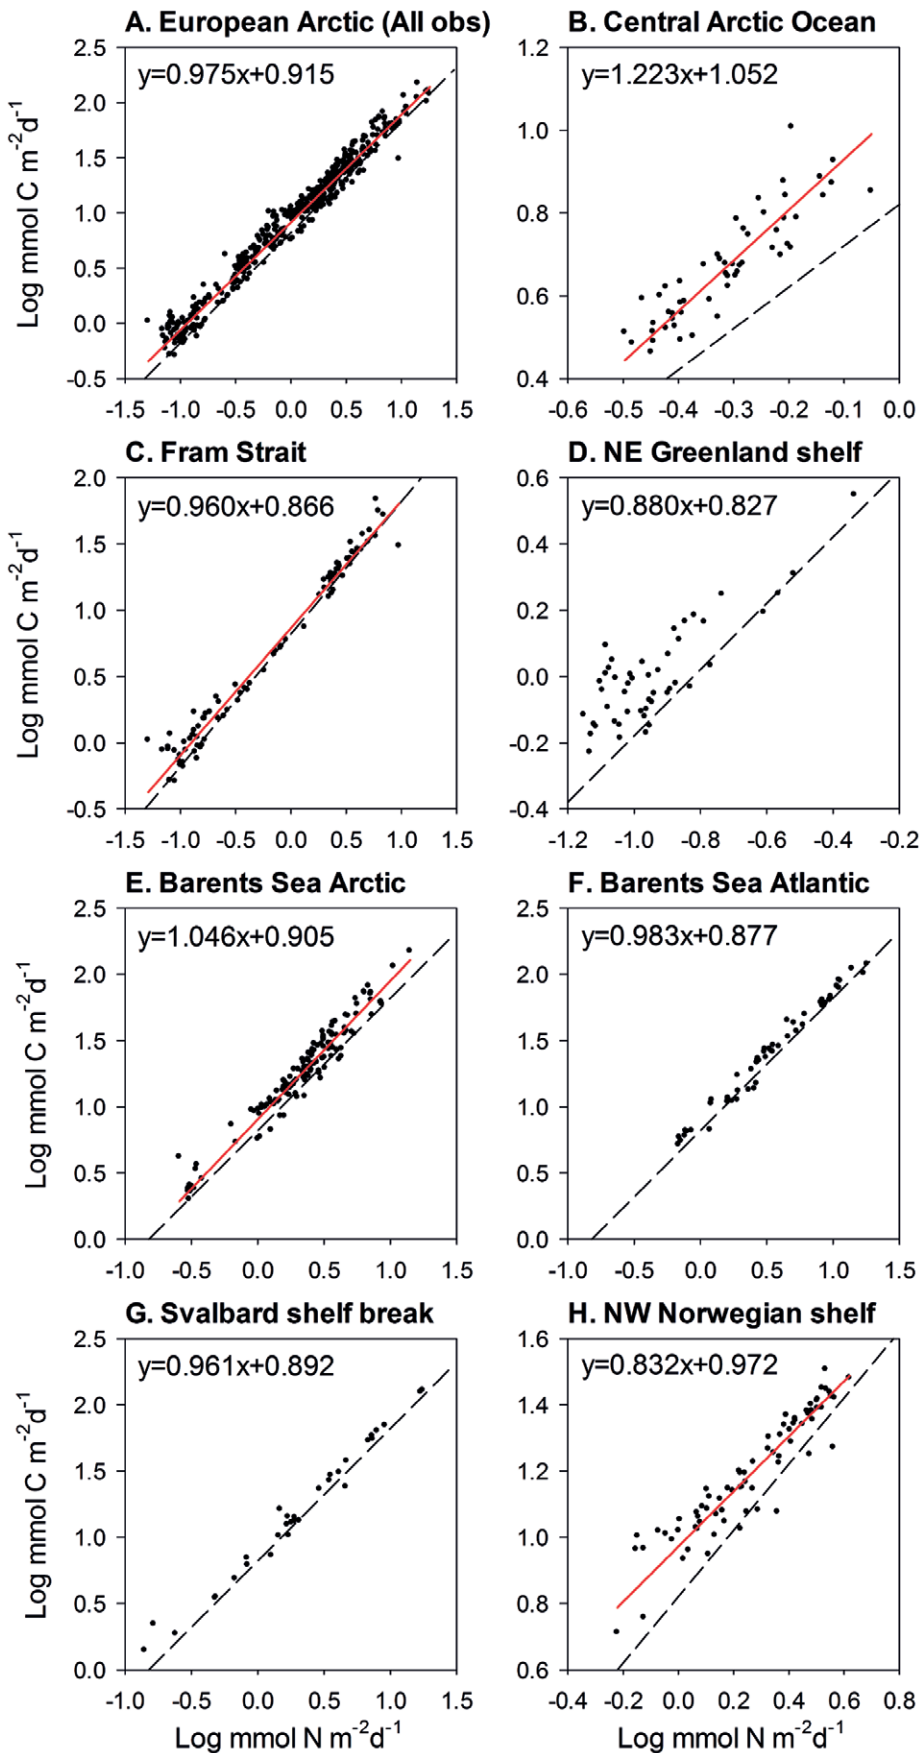 A. European Arctic (All obs)
B. Central Arctic Ocean
y=0.975x+0.915
y=1.223x+1.052
2.5
2.0
1.5
1.0
0.5
0.0
-0.5
1.2
1.0
0.8
0.6
0.4
Log mmol C m⁻²d⁻¹
-1.5 -1.0 -0.5 0.0 0.5 1.0 1.5
-0.6 -0.5 -0.4 -0.3 -0.2 -0.1 0.0
C. Fram Strait
D. NE Greenland shelf
y=0.960x+0.866
y=0.880x+0.827
2.0
1.5
1.0
0.5
0.0
-0.5
0.6
0.4
0.2
0.0
-0.2
-0.4
Log mmol C m⁻²d⁻¹
-1.5 -1.0 -0.5 0.0 0.5 1.0 1.5
-1.2 -1.0 -0.8 -0.6 -0.4 -0.2
E. Barents Sea Arctic
F. Barents Sea Atlantic
y=1.046x+0.905
y=0.983x+0.877
2.5
2.0
1.5
1.0
0.5
0.0
2.5
2.0
1.5
1.0
0.5
0.0
Log mmol C m⁻²d⁻¹
-1.0 -0.5 0.0 0.5 1.0 1.5
-1.0 -0.5 0.0 0.5 1.0 1.5
G. Svalbard shelf break
H. NW Norwegian shelf
y=0.961x+0.892
y=0.832x+0.972
2.5
2.0
1.5
1.0
0.5
0.0
1.6
1.4
1.2
1.0
0.8
0.6
Log mmol C m⁻²d⁻¹
-1.0 -0.5 0.0 0.5 1.0 1.5
-0.4 -0.2 0.0 0.2 0.4 0.6 0.8
Log mmol N m⁻²d⁻¹
Log mmol N m⁻²d⁻¹